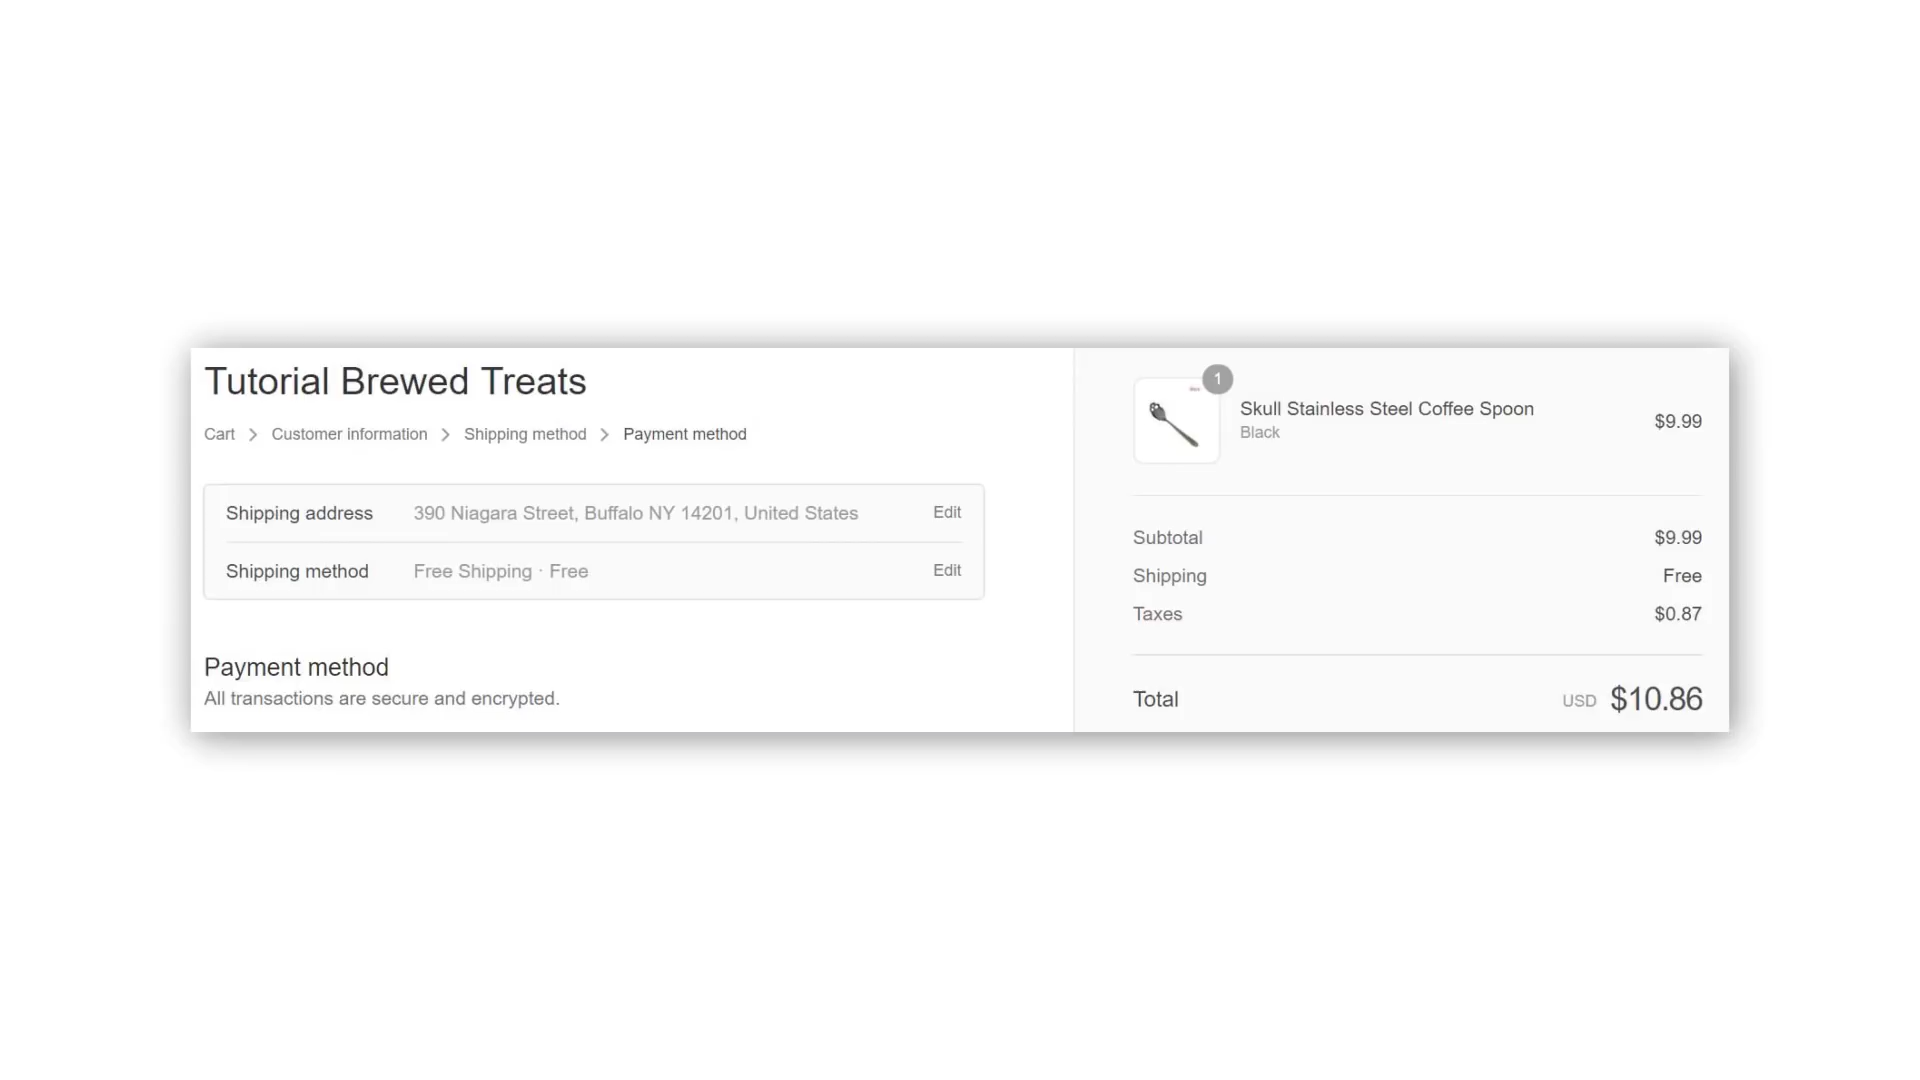 Tutorial Brewed Treats
Cart > Customer information > Shipping method > Payment method
Shipping address 390 Niagara Street, Buffalo NY 14201, United States Edit
Shipping method Free Shipping · Free Edit
Payment method
All transactions are secure and encrypted.
1
Skull Stainless Steel Coffee Spoon
Black
$9.99
Subtotal $9.99
Shipping Free
Taxes $0.87
Total USD $10.86